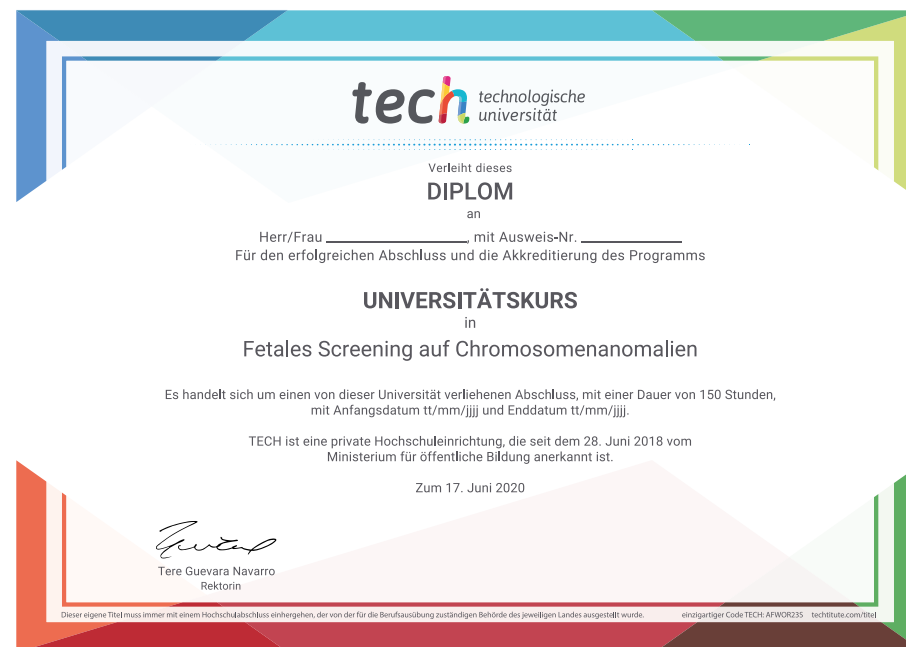 tech technologische
universität
Verleiht dieses
DIPLOM
an
Herr/Frau ____________________, mit Ausweis-Nr. ______________
Für den erfolgreichen Abschluss und die Akkreditierung des Programms
UNIVERSITÄTSKURS
in
Fetales Screening auf Chromosomenanomalien
Es handelt sich um einen von dieser Universität verliehenen Abschluss, mit einer Dauer von 150 Stunden,
mit Anfangsdatum tt/mm/jjjj und Enddatum tt/mm/jjjj.
TECH ist eine private Hochschuleinrichtung, die seit dem 28. Juni 2018 vom
Ministerium für öffentliche Bildung anerkannt ist.
Zum 17. Juni 2020
Tere Guevara Navarro
Rektorin
Dieser eigene Titel muss immer mit einem Hochschulabschluss einhergehen, der von der für die Berufsausübung zuständigen Behörde des jeweiligen Landes ausgestellt wurde. einzigartiger Code TECH: AFWOR235 techtitute.com/titel